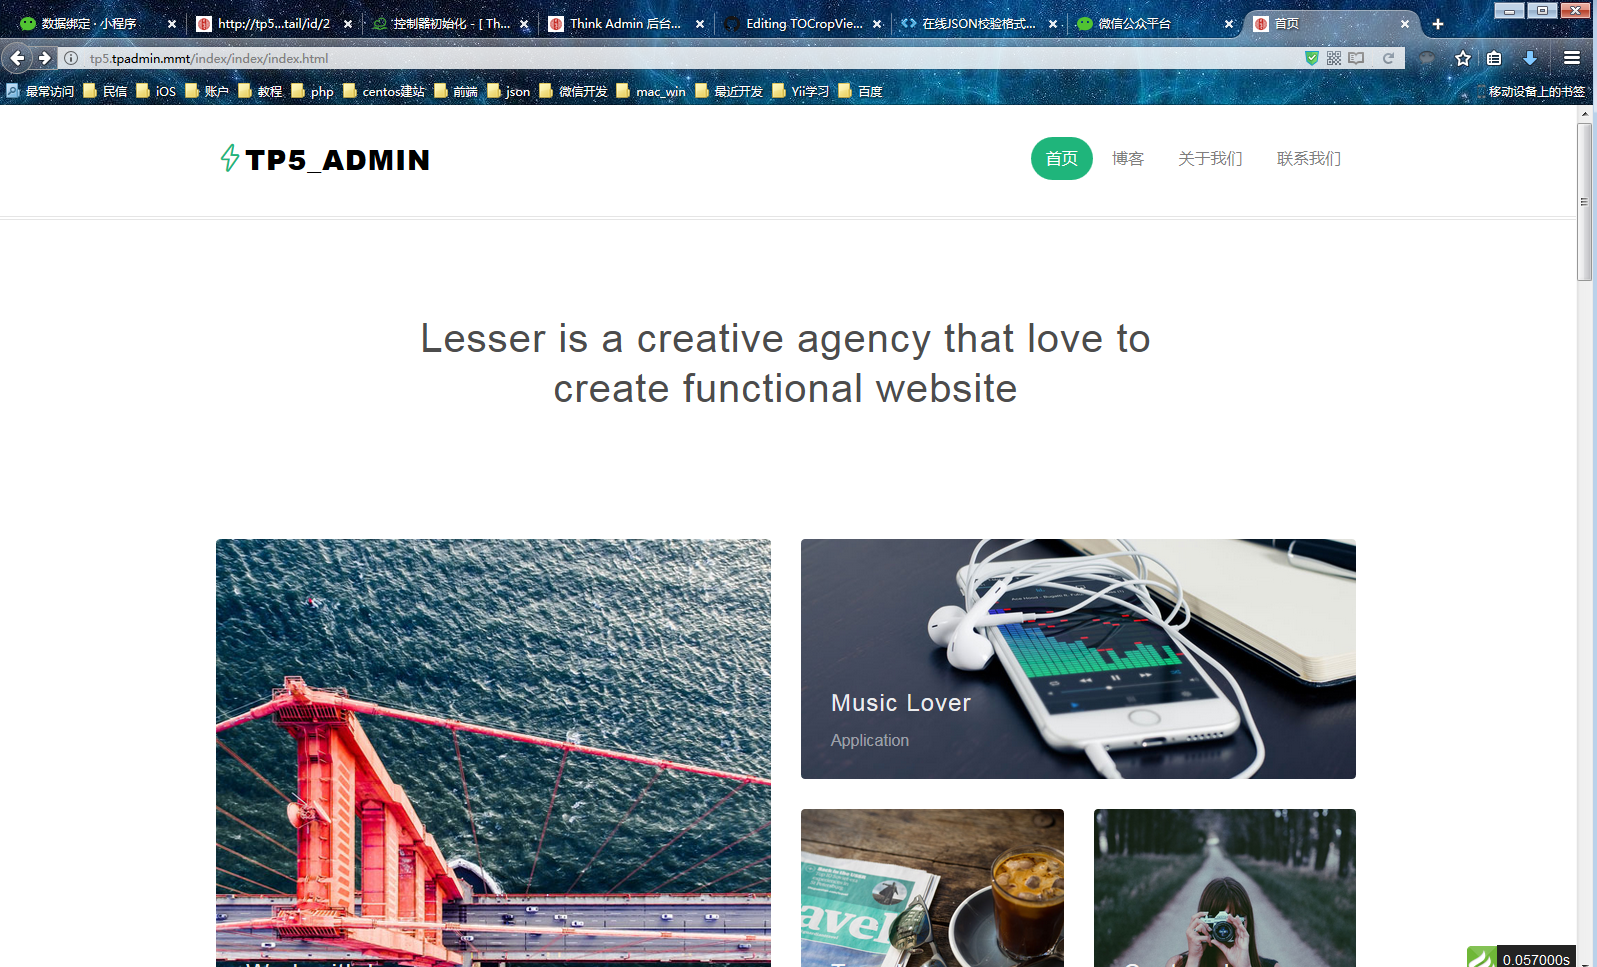 数据绑定 · 小程序
http://tp5...tail/id/2
控制器初始化 - [ Th...
Think Admin 后台...
Editing TOCropVie...
在线JSON校验格式...
微信公众平台
首页
tp5.tpadmin.mmt/index/index/index.html
最常访问 民信 iOS 账户 教程 php centos建站 前端 json 微信开发 mac_win 最近开发 Yii学习 百度 移动设备上的书签
TP5_ADMIN
首页 博客 关于我们 联系我们
Lesser is a creative agency that love to
create functional website
Music Lover
Application
0.057000s